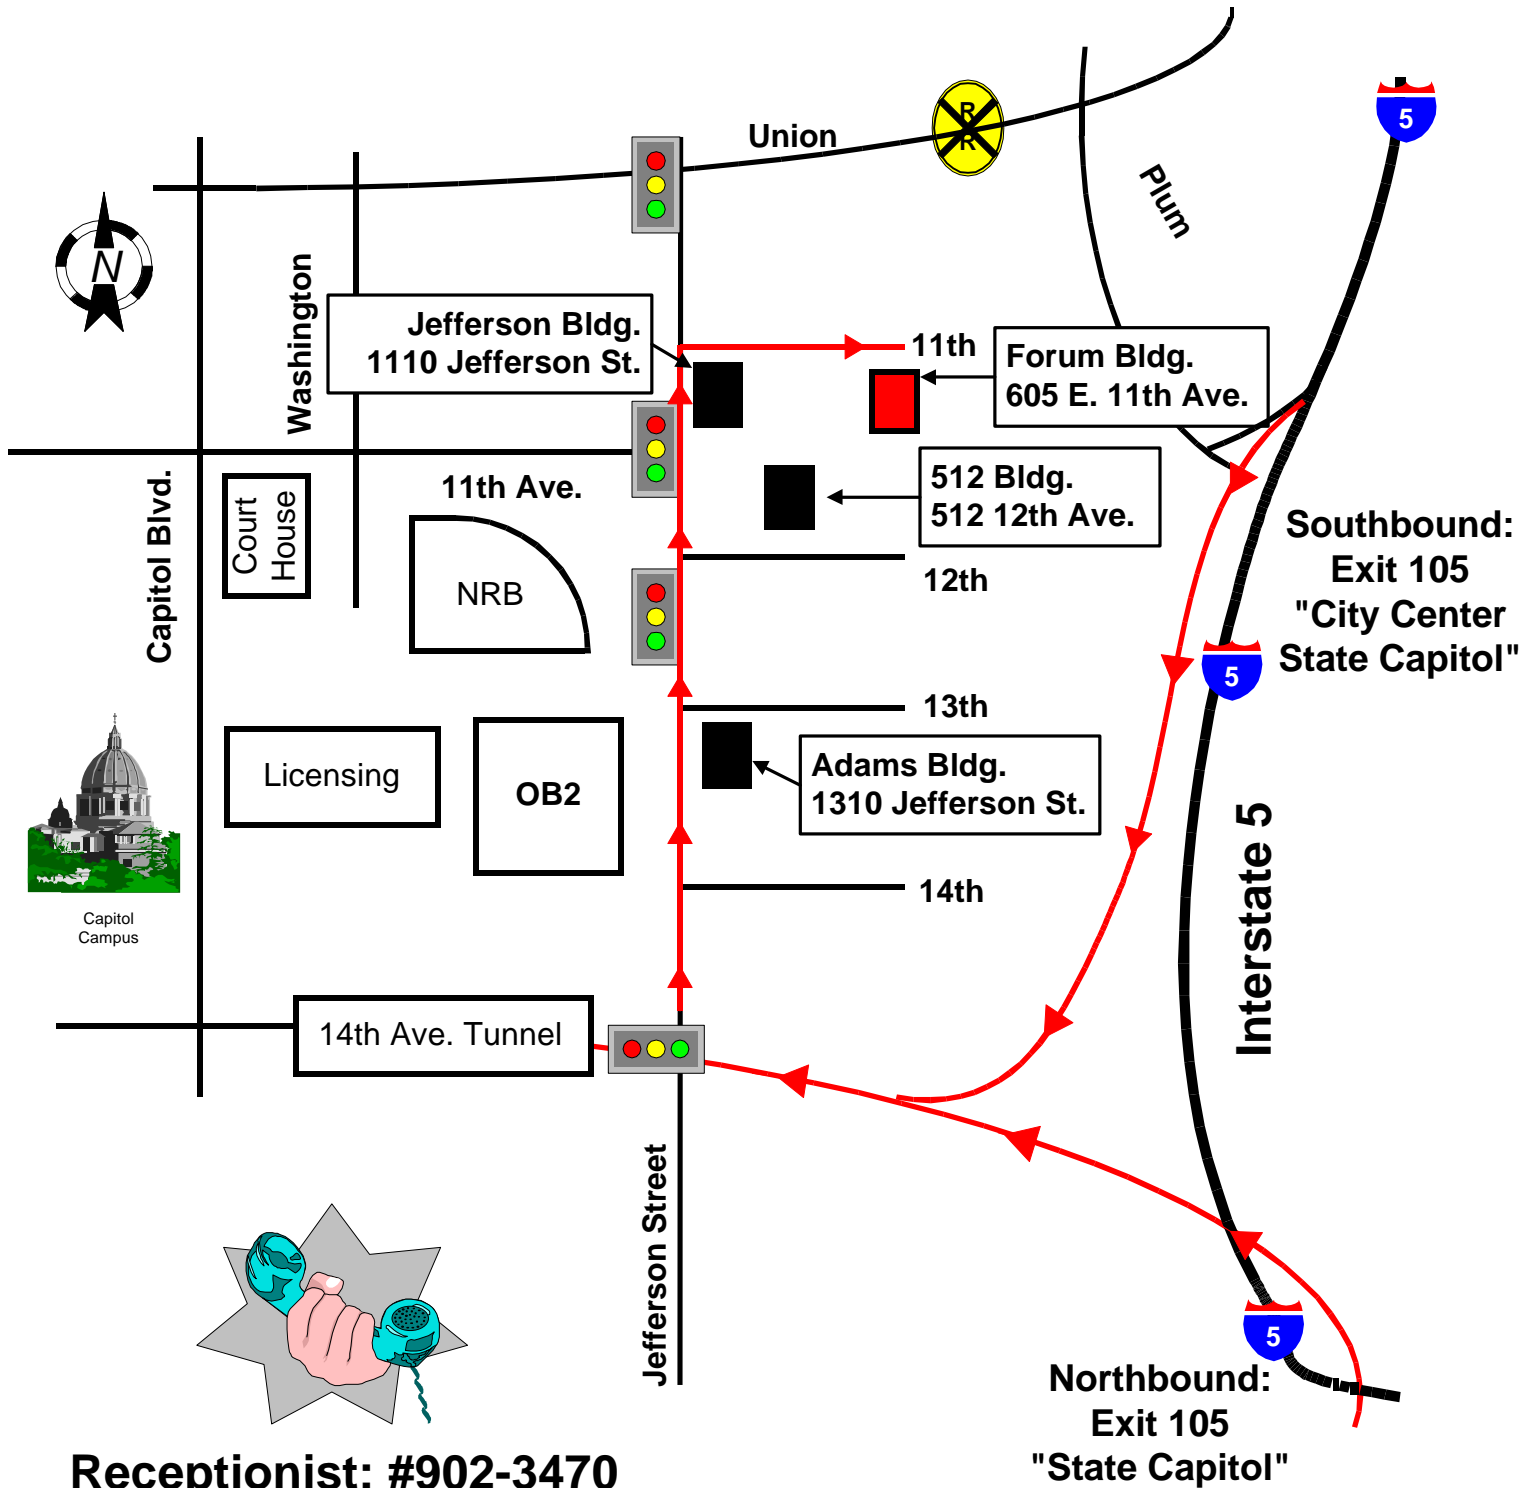 5
R
R
Union
Plum
N
Washington
Jefferson Bldg.
1110 Jefferson St.
11th
Forum Bldg.
605 E. 11th Ave.
Capitol Blvd.
11th Ave.
Court
House
NRB
512 Bldg.
512 12th Ave.
12th
Southbound:
Exit 105
"City Center
State Capitol"
5
13th
Licensing
OB2
Adams Bldg.
1310 Jefferson St.
14th
Interstate 5
Capitol
Campus
14th Ave. Tunnel
Jefferson Street
5
Northbound:
Exit 105
"State Capitol"
Receptionist: #902-3470